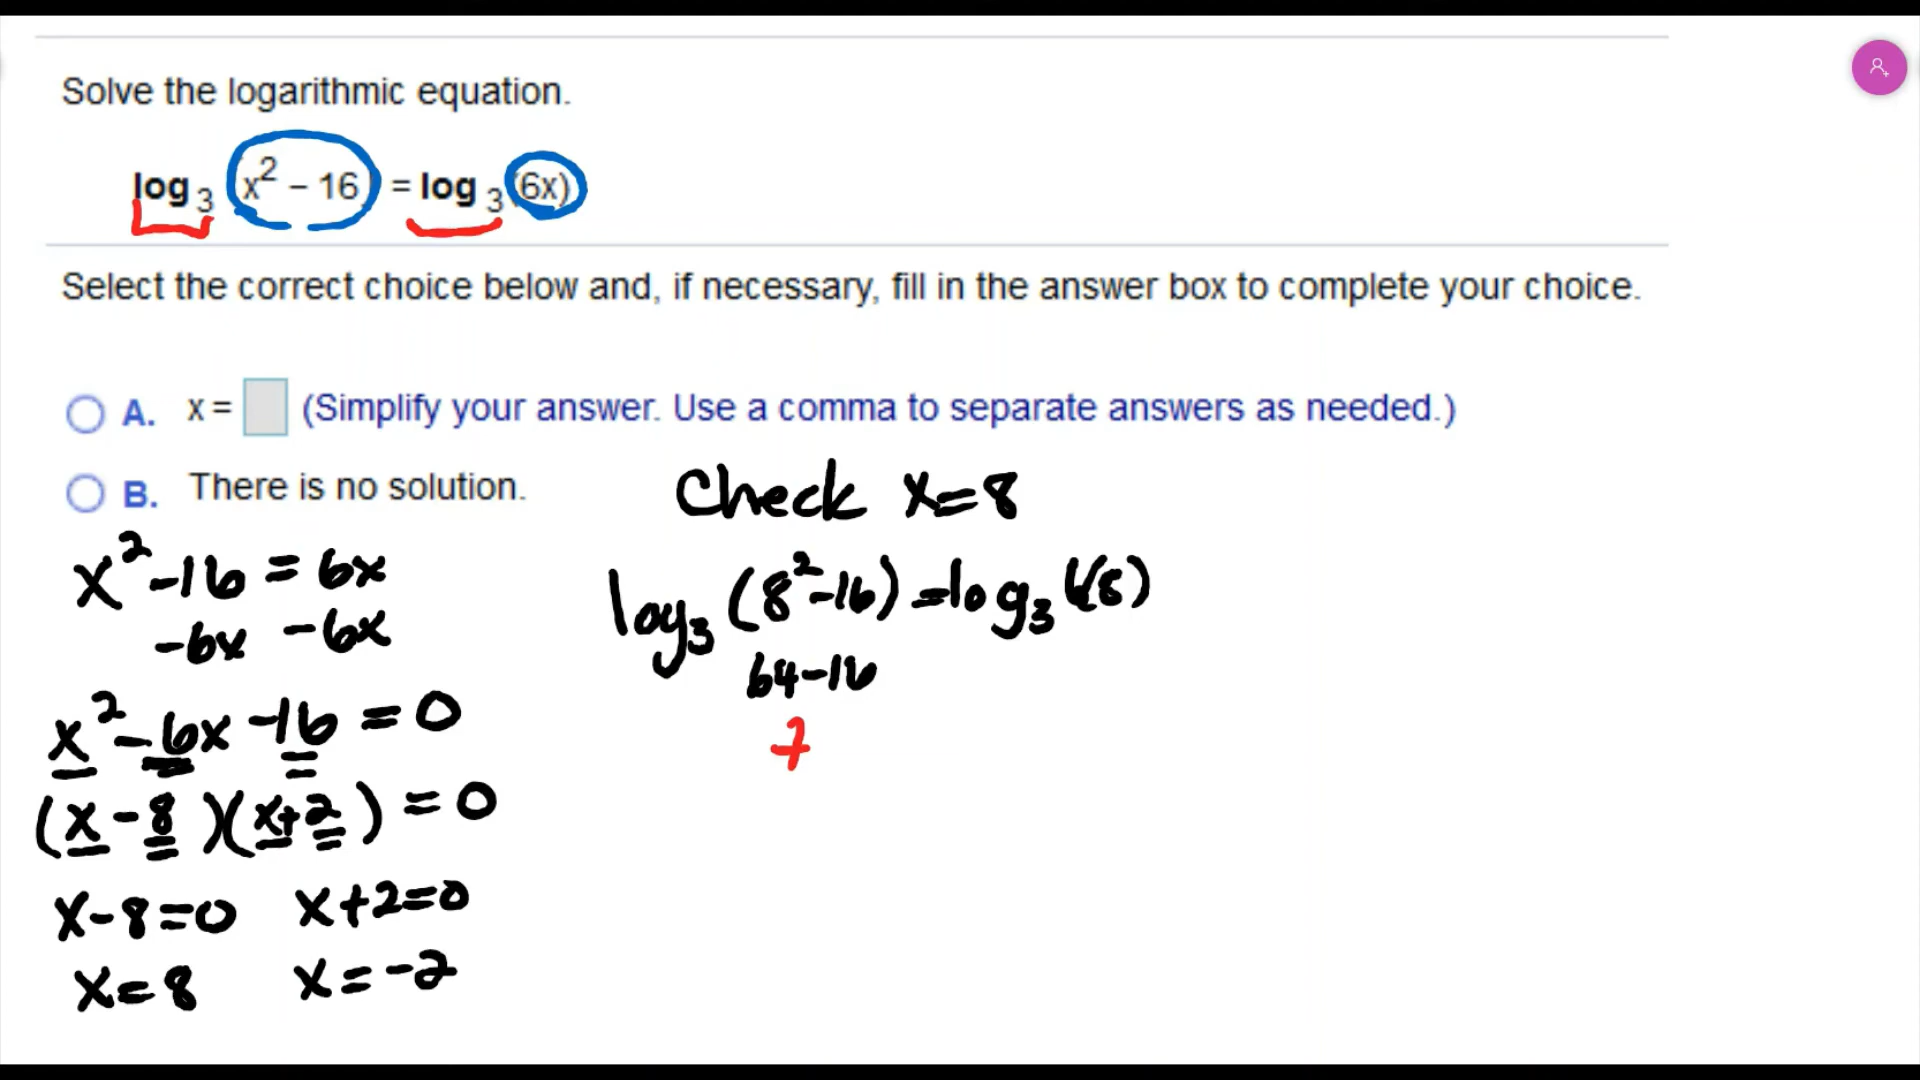 Solve the logarithmic equation.
log₃ (x² – 16) = log₃ (6x)
Select the correct choice below and, if necessary, fill in the answer box to complete your choice.
A. x = (Simplify your answer. Use a comma to separate answers as needed.)
B. There is no solution.
x² - 16 = 6x
-6x -6x
x² - 6x - 16 = 0
(x - 8)(x + 2) = 0
x - 8 = 0 x + 2 = 0
x = 8 x = -2
Check x = 8
log₃ (8² - 16) = log₃ 6(8)
64 - 16
+